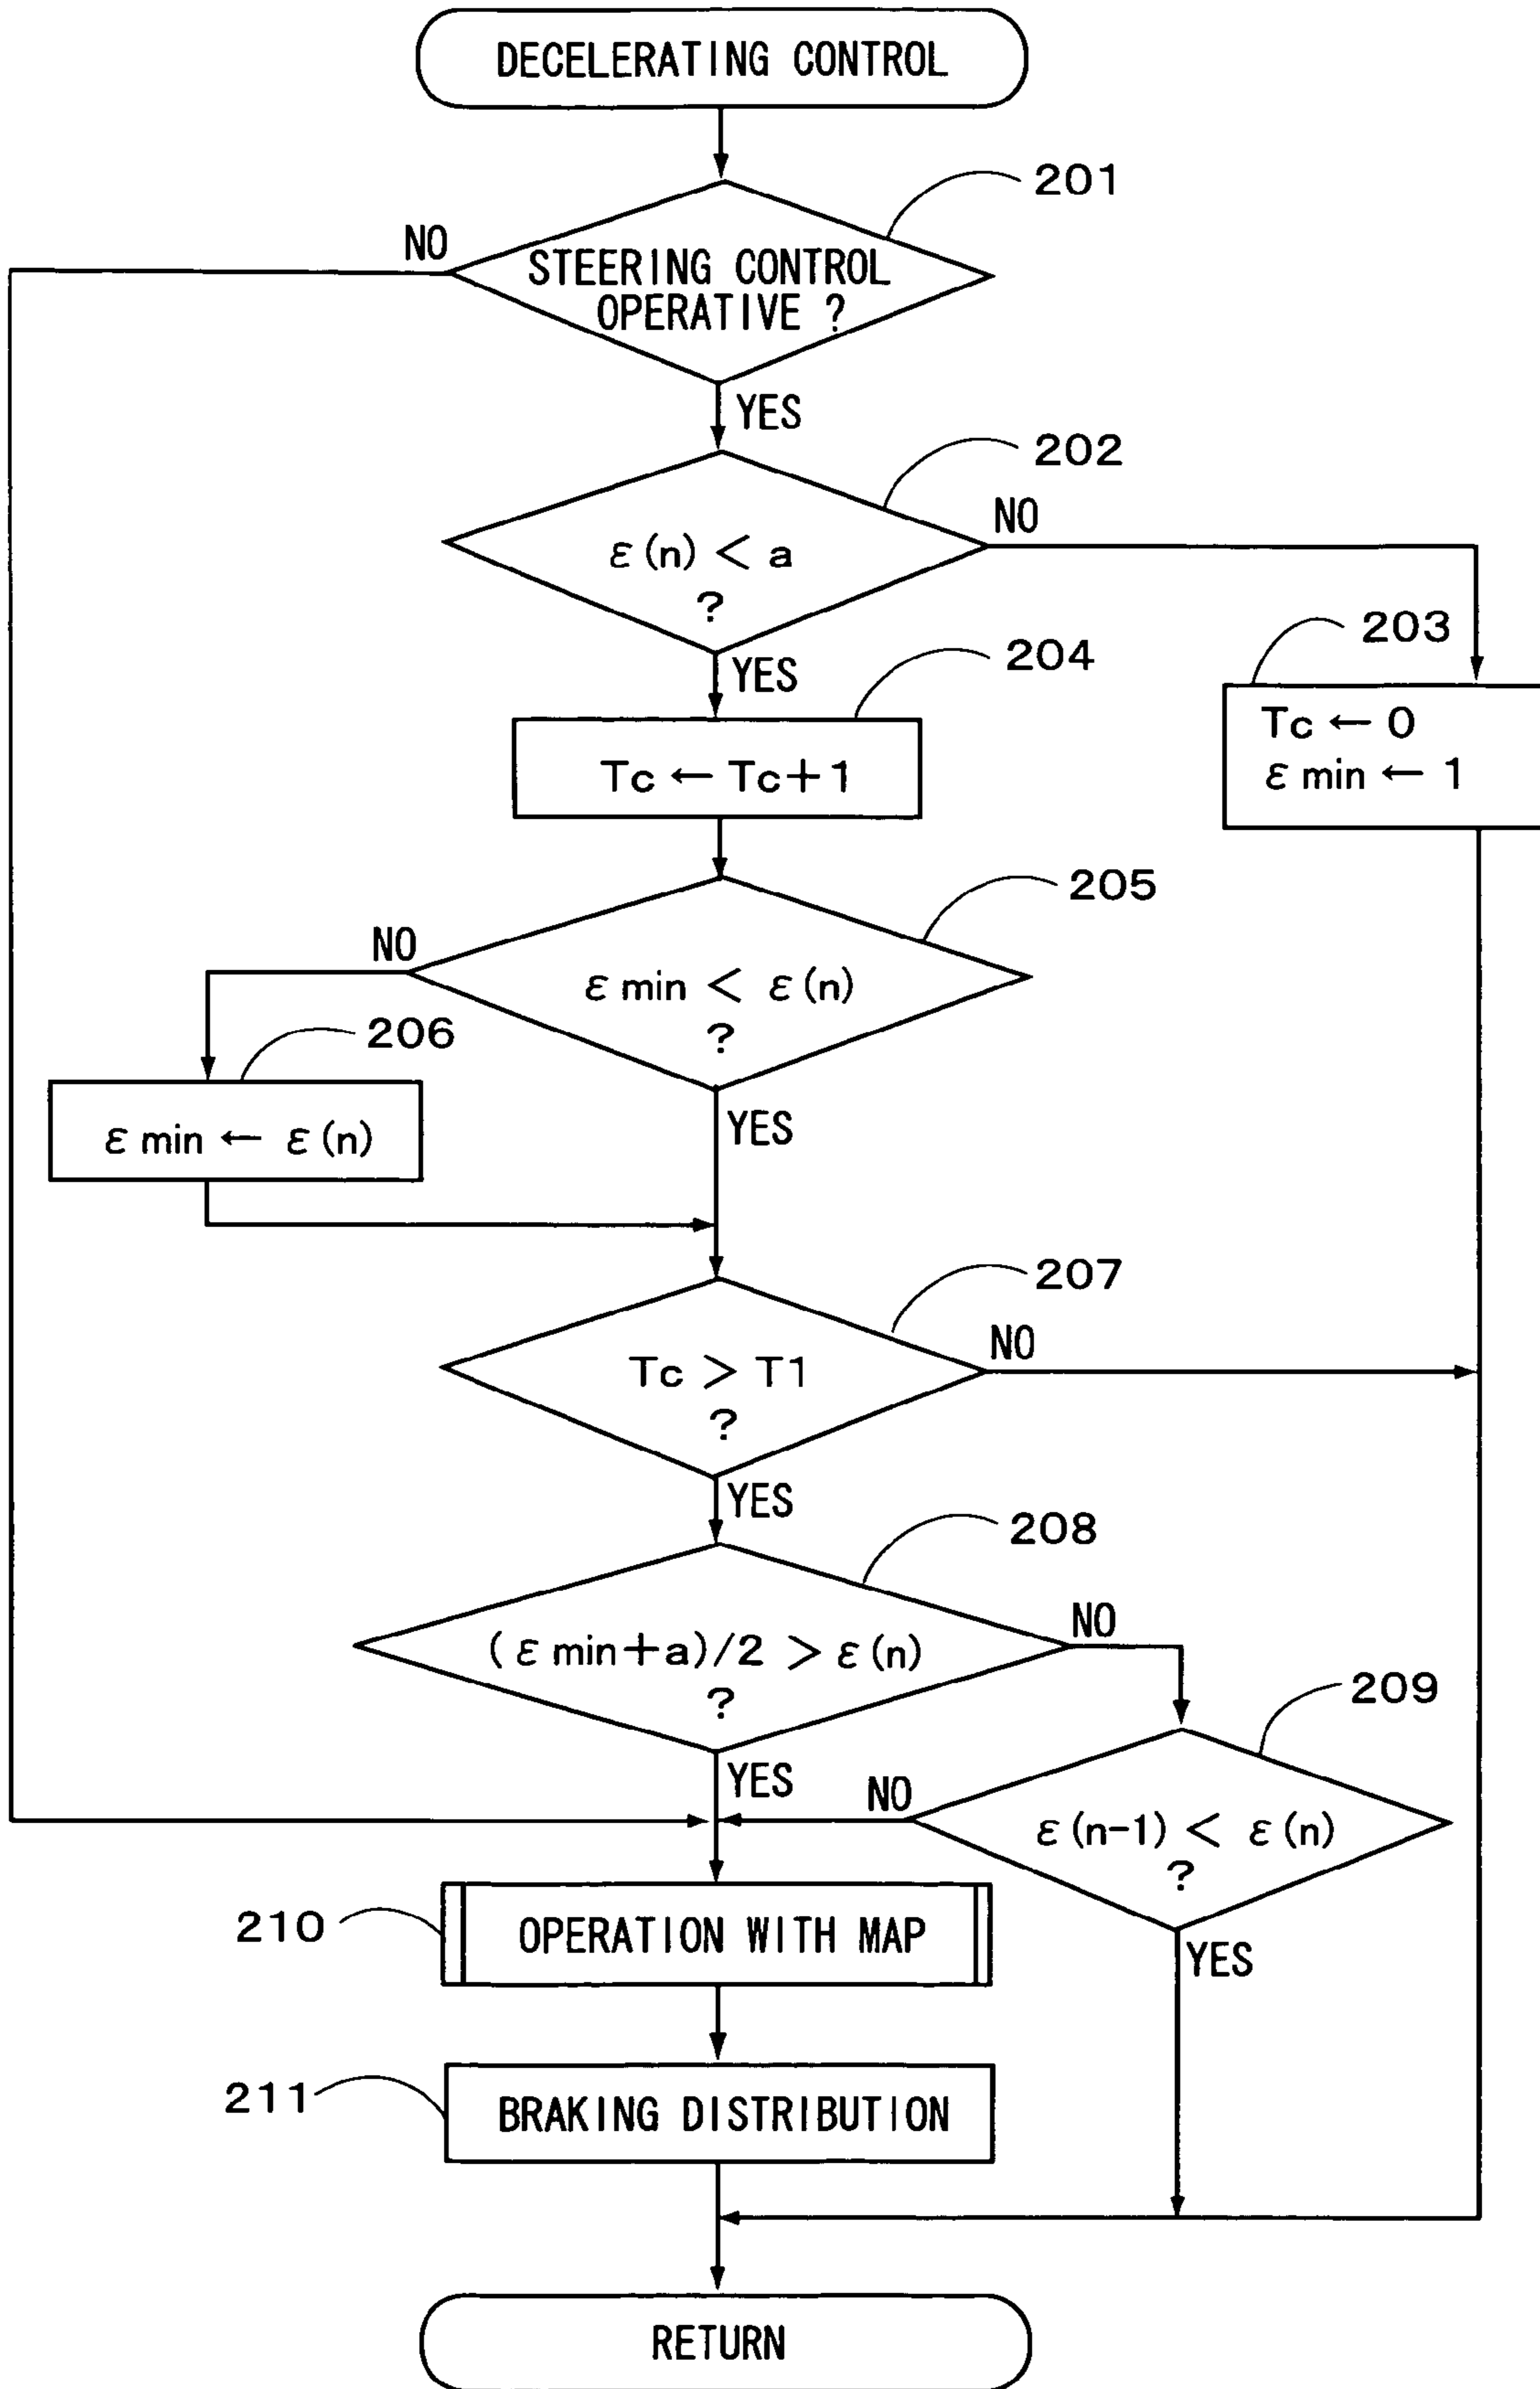 DECELERATING CONTROL
201
NO
STEERING CONTROL
OPERATIVE ?
YES
202
NO
ε(n) < a
?
203
YES
204
Tc ← 0
ε min ← 1
Tc ← Tc+1
205
NO
ε min < ε(n)
?
206
YES
ε min ← ε(n)
207
NO
Tc > T1
?
YES
208
NO
(ε min+a)/2 > ε(n)
?
209
YES
NO
ε(n-1) < ε(n)
?
210
OPERATION WITH MAP
YES
211
BRAKING DISTRIBUTION
RETURN